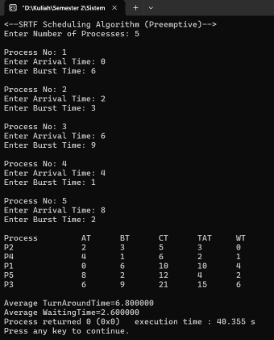 "D:\Kuliah\Semester 2\Sistem
<--SRTF Scheduling Algorithm (Preemptive)-->
Enter Number of Processes: 5
Process No: 1
Enter Arrival Time: 0
Enter Burst Time: 6
Process No: 2
Enter Arrival Time: 2
Enter Burst Time: 3
Process No: 3
Enter Arrival Time: 6
Enter Burst Time: 9
Process No: 4
Enter Arrival Time: 4
Enter Burst Time: 1
Process No: 5
Enter Arrival Time: 8
Enter Burst Time: 2
Process AT BT CT TAT WT
P2 2 3 5 3 0
P4 4 1 6 2 1
P1 0 6 10 10 4
P5 8 2 12 4 2
P3 6 9 21 15 6
Average TurnAroundTime=6.800000
Average WaitingTime=2.600000
Process returned 0 (0x0) execution time : 40.355 s
Press any key to continue.